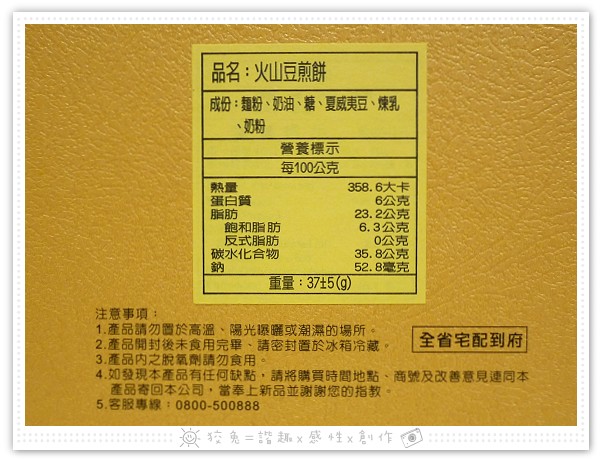 品名：火山豆煎餅
成份：麵粉、奶油、糖、夏威夷豆、煉乳
、奶粉
營養標示
每100公克
熱量 358.6大卡
蛋白質 6公克
脂肪 23.2公克
飽和脂肪 6.3公克
反式脂肪 0公克
碳水化合物 35.8公克
鈉 52.8毫克
重量：37±5(g)
注意事項：
1.產品請勿置於高溫、陽光曝曬或潮濕的場所。
2.產品開封後未食用完畢、請密封置於冰箱冷藏。
全省宅配到府
3.產品內之脫氧劑請勿食用。
4.如發現本產品有任何缺點，請將購買時間地點、商號及改善意見連同本
產品寄回本公司，當奉上新品並謝謝您的指教。
5.客服專線：0800-500888
狡兔=諧趣x感性x創作